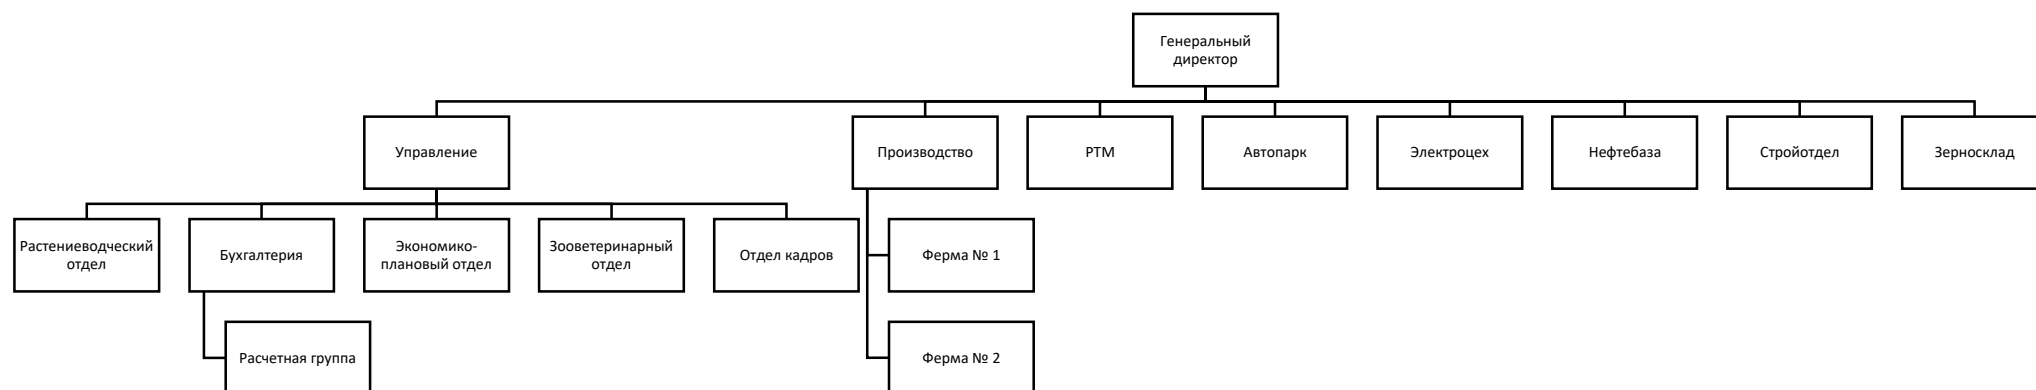 Генеральный
директор
Управление
Производство
РТМ
Автопарк
Электроцех
Нефтебаза
Стройотдел
Зерносклад
Растениеводческий
отдел
Бухгалтерия
Экономико-
плановый отдел
Зооветеринарный
отдел
Отдел кадров
Ферма № 1
Расчетная группа
Ферма № 2